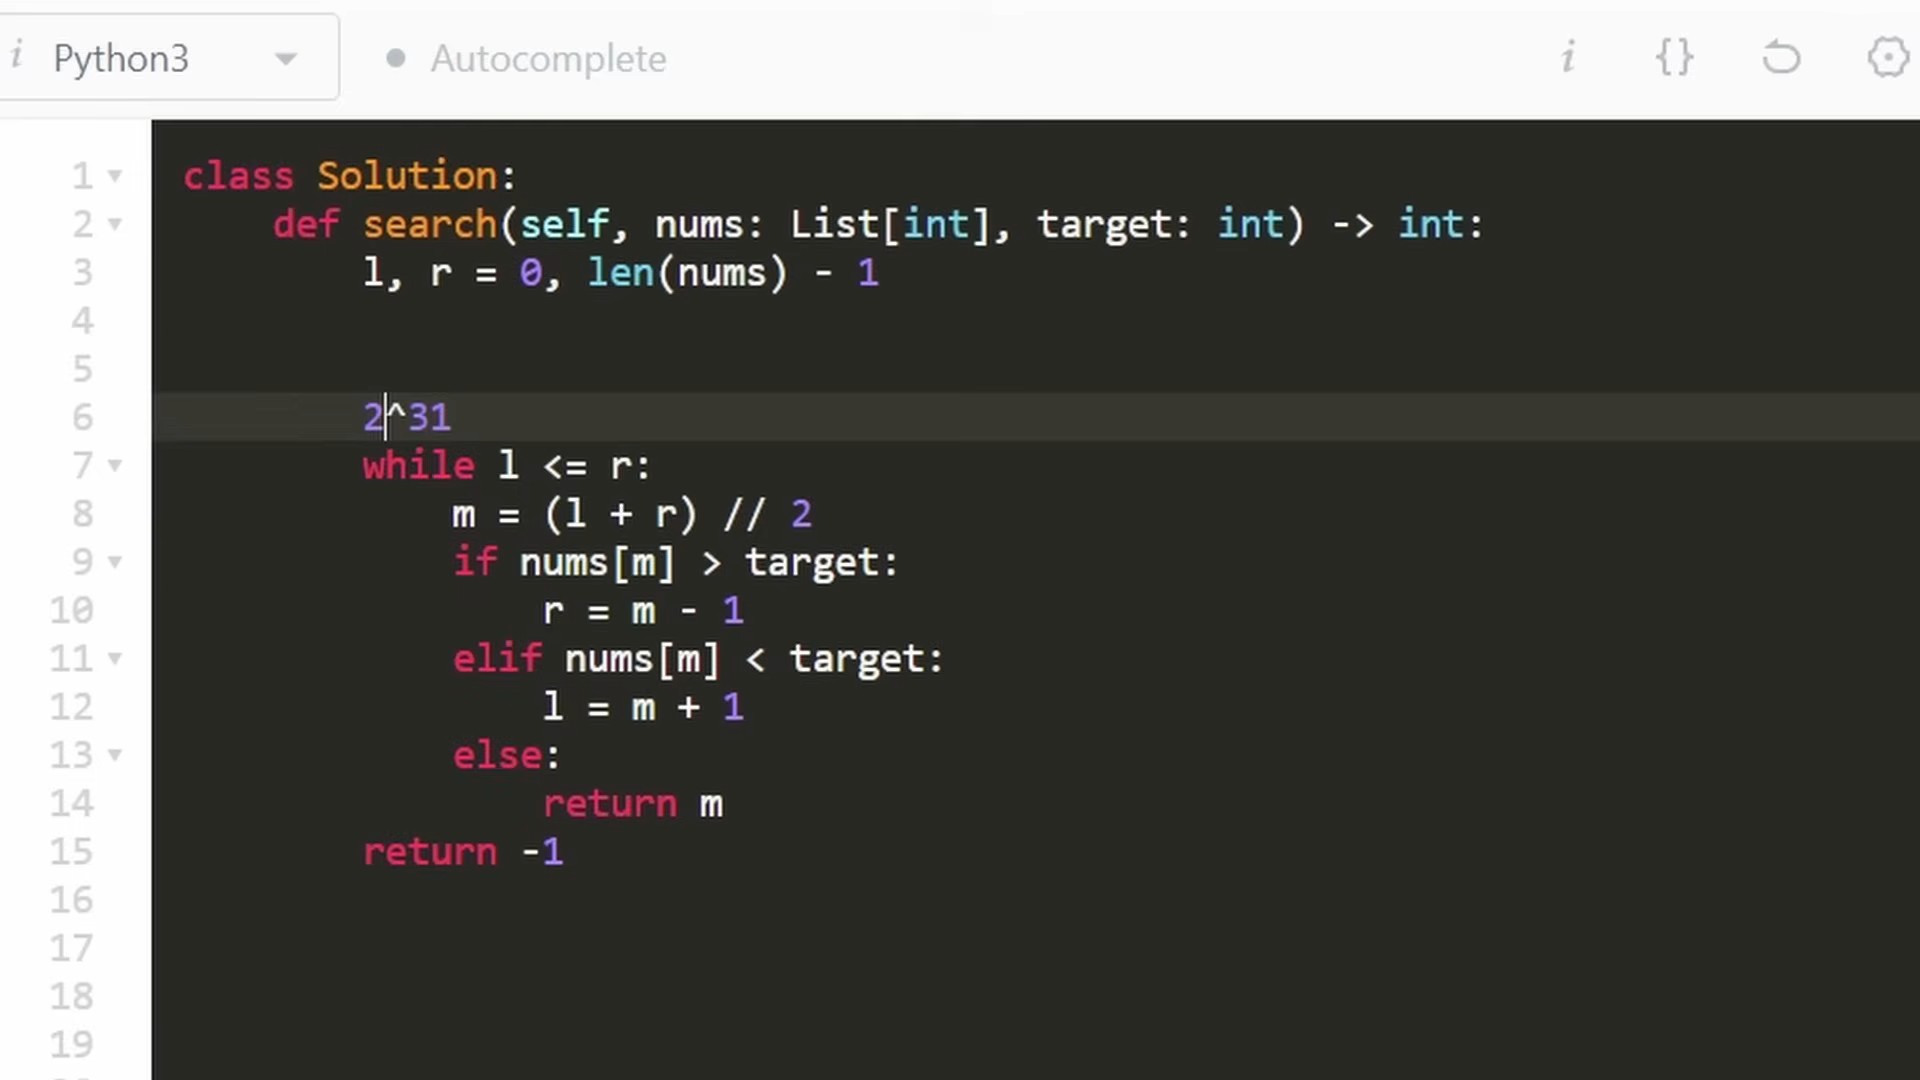 i Python3 Autocomplete i {}
1 class Solution:
2     def search(self, nums: List[int], target: int) -> int:
3         l, r = 0, len(nums) - 1
4
5
6         2^31
7         while l <= r:
8             m = (l + r) // 2
9             if nums[m] > target:
10                 r = m - 1
11             elif nums[m] < target:
12                 l = m + 1
13             else:
14                 return m
15         return -1
16
17
18
19